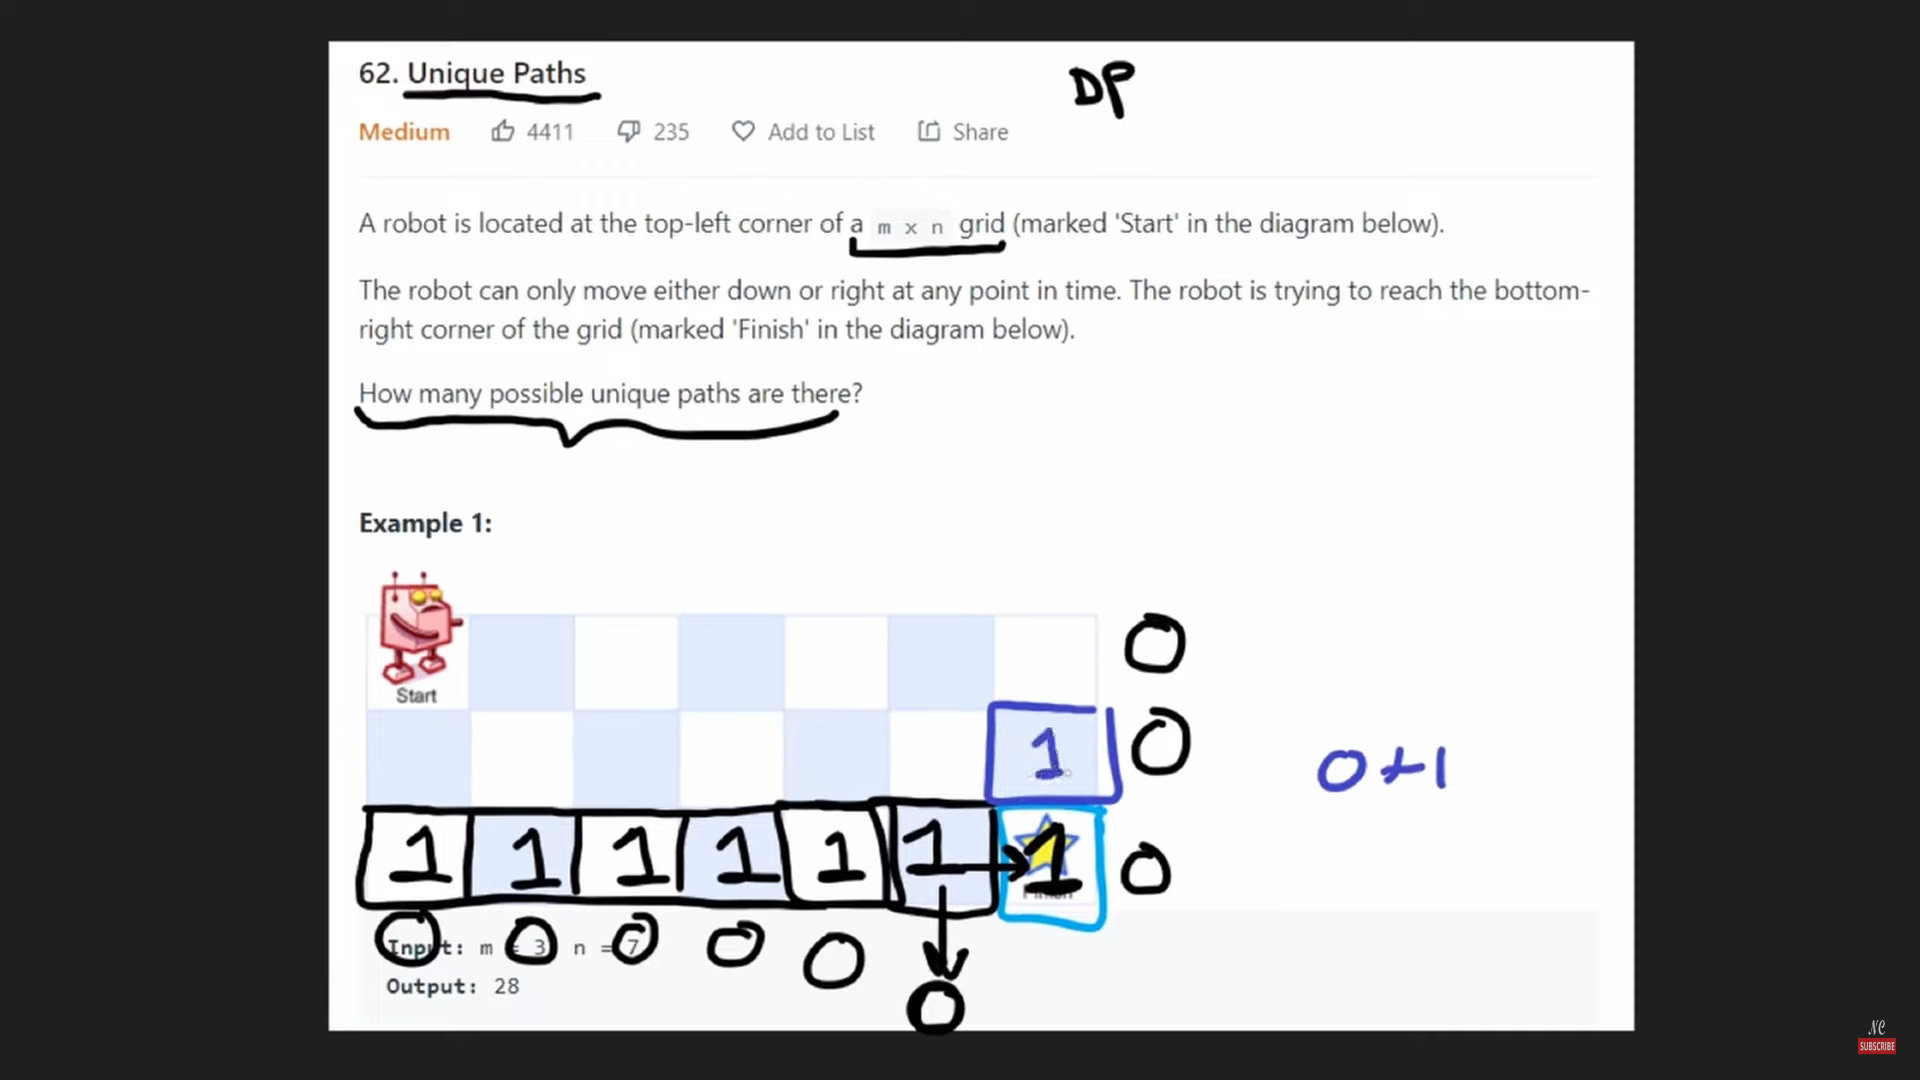 62. Unique Paths
DP
Medium 4411 235 Add to List Share
A robot is located at the top-left corner of a m x n grid (marked 'Start' in the diagram below).
The robot can only move either down or right at any point in time. The robot is trying to reach the bottom-
right corner of the grid (marked 'Finish' in the diagram below).
How many possible unique paths are there?
Example 1:
0
Start
1 0
0+1
1 1 1 1 1 1 1 0
Finish
0 0 0 0 0
Input: m = 3, n = 7
Output: 28
0
NC
SUBSCRIBE